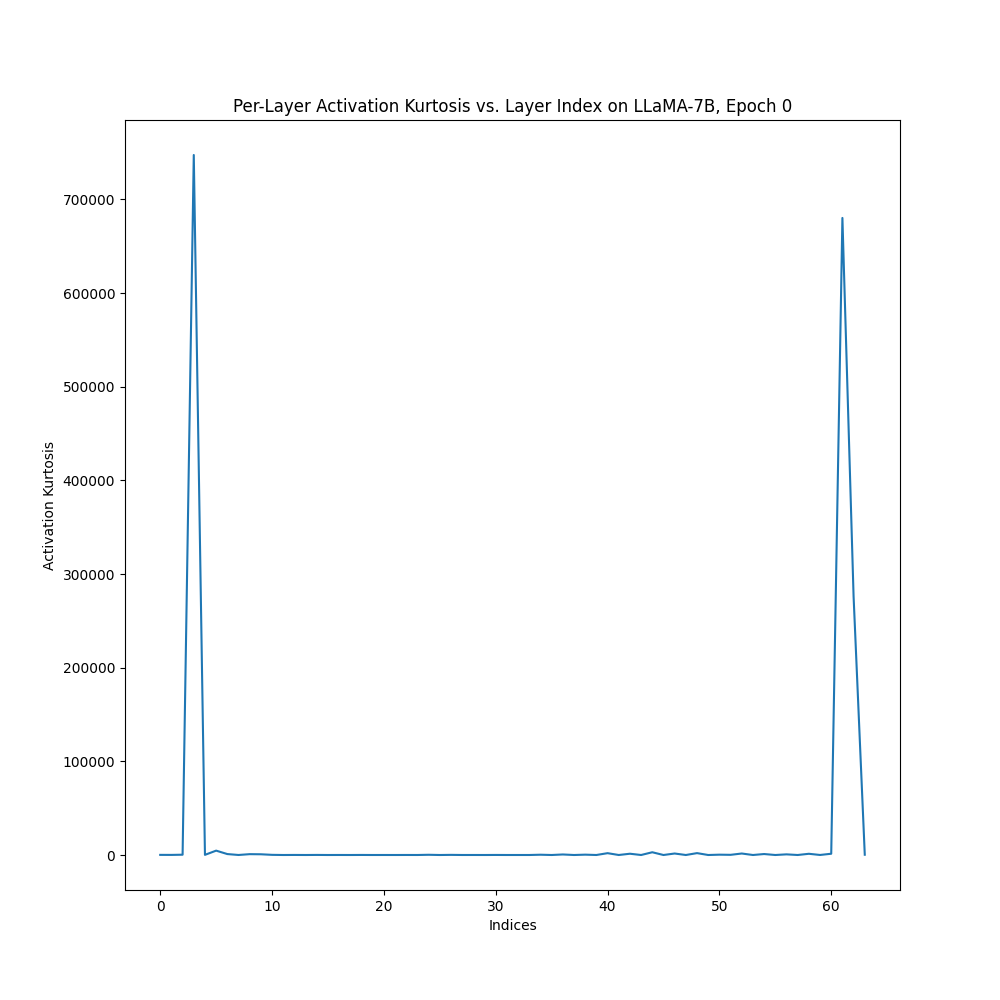 Per-Layer Activation Kurtosis vs. Layer Index on LLaMA-7B, Epoch 0
700000
600000
500000
400000
300000
200000
100000
0
Activation Kurtosis
0 10 20 30 40 50 60
Indices